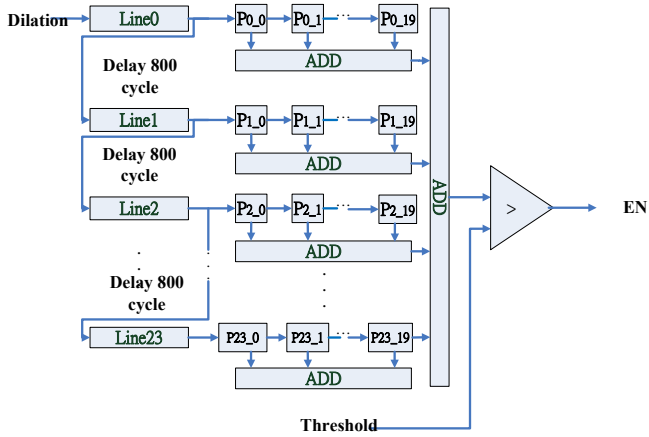 Dilation
Line0
P0_0
P0_1
...
P0_19
ADD
Delay 800
cycle
Line1
P1_0
P1_1
...
P1_19
ADD
Delay 800
cycle
Line2
P2_0
P2_1
...
P2_19
ADD
Delay 800
cycle
Line23
P23_0
P23_1
...
P23_19
ADD
ADD
>
EN
Threshold